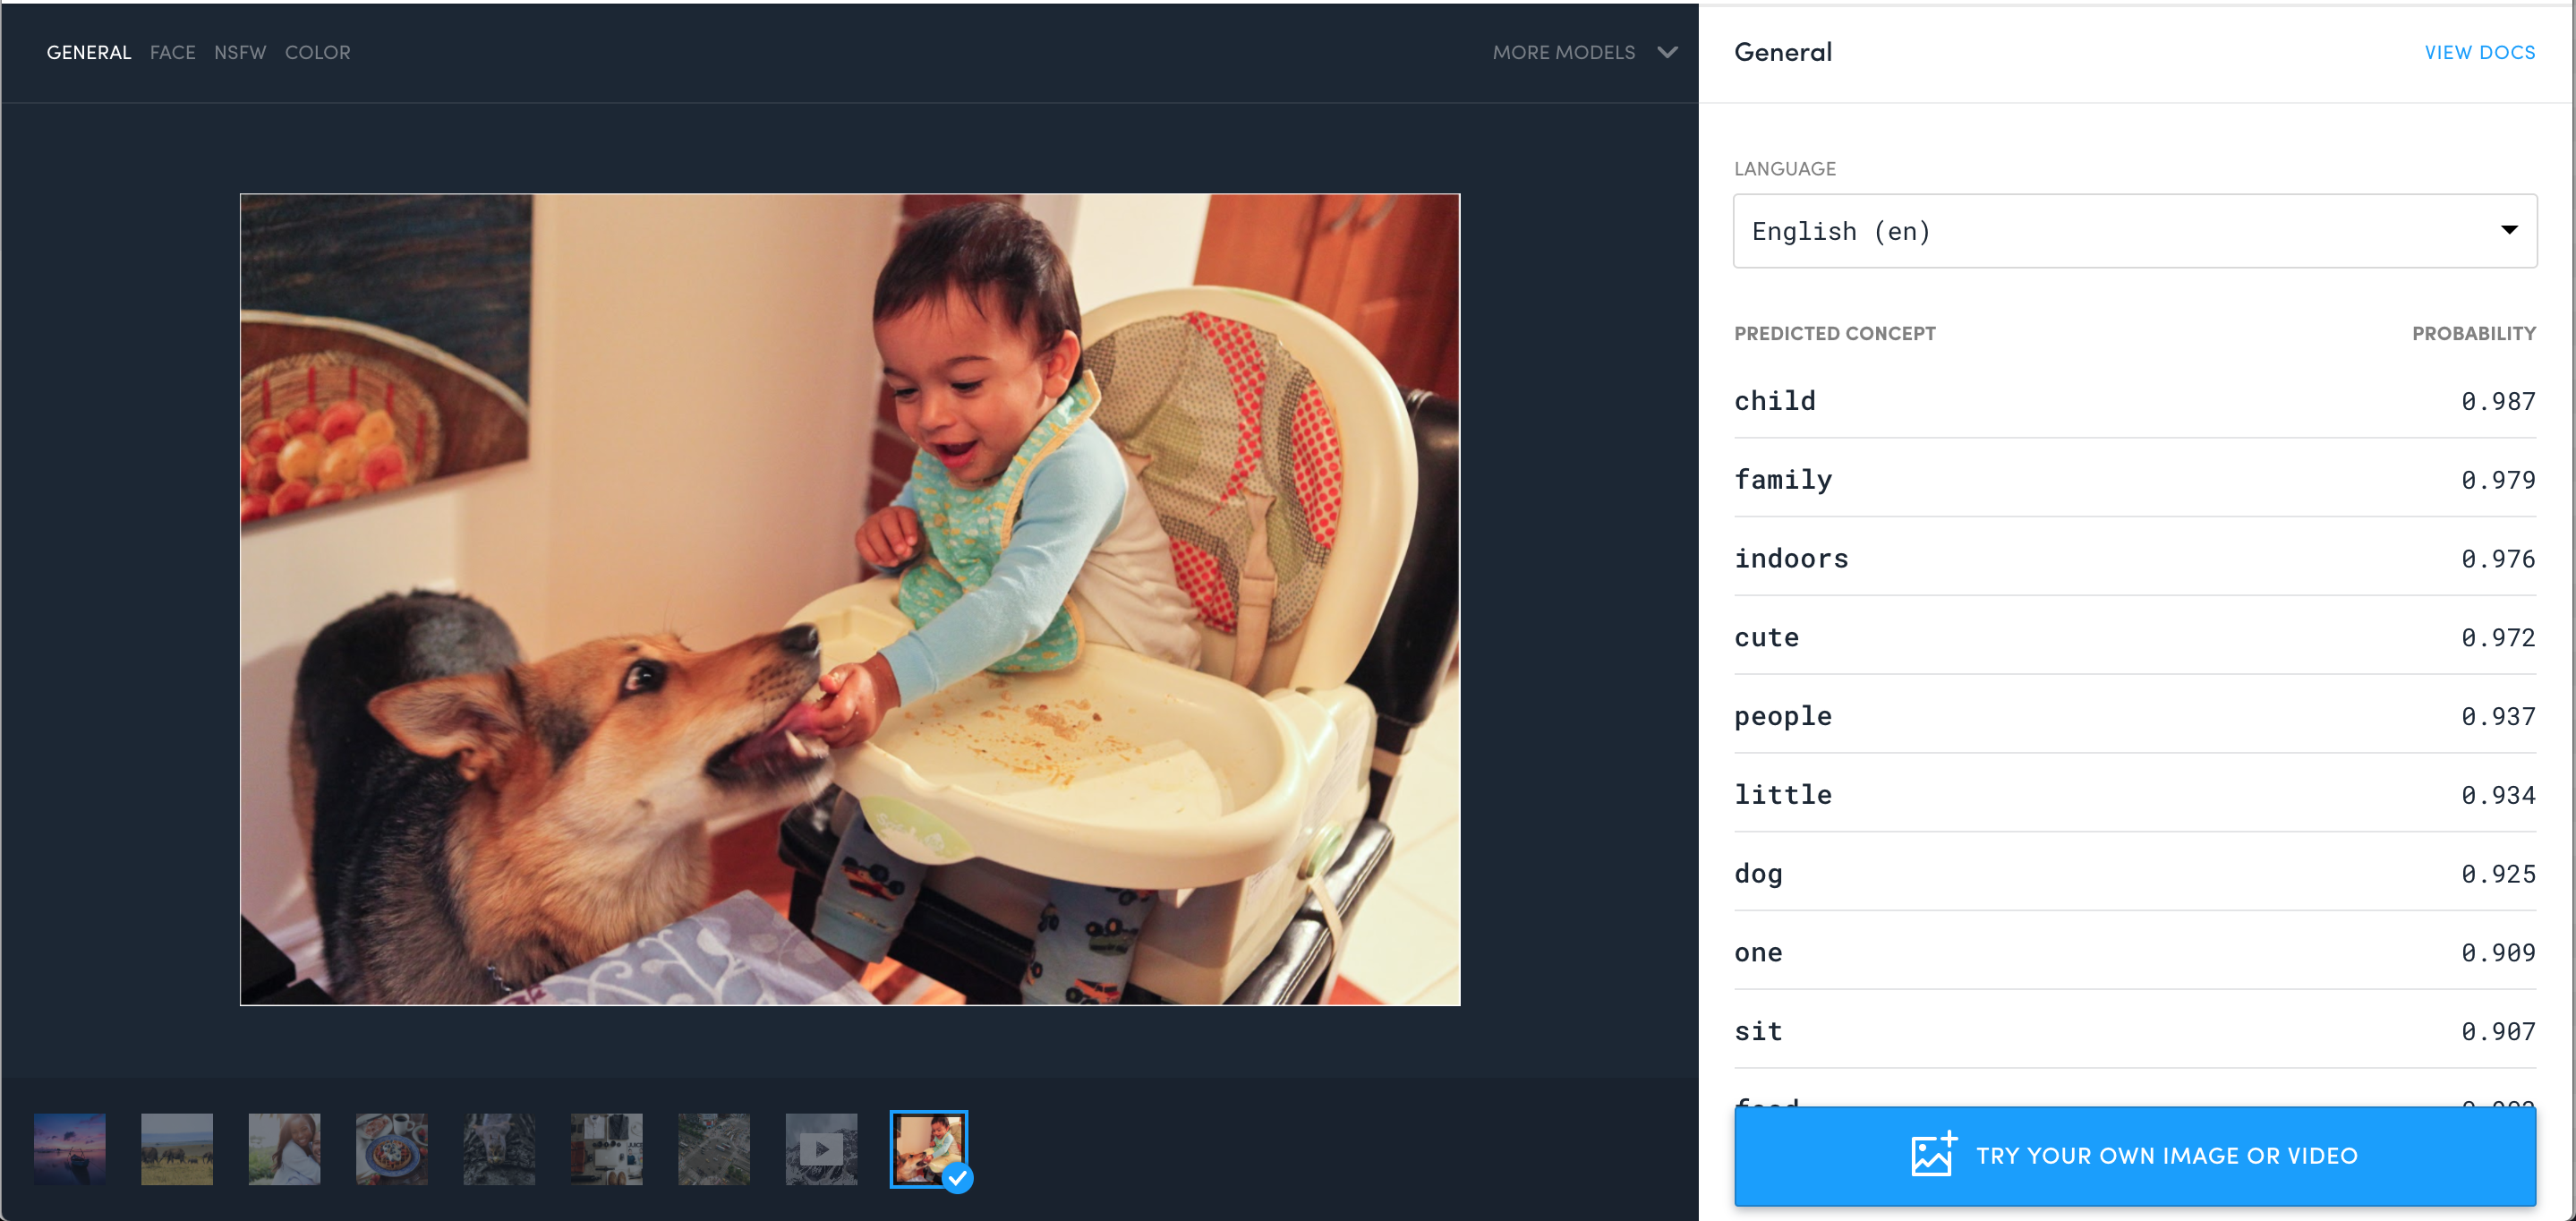 GENERAL FACE NSFW COLOR MORE MODELS
General VIEW DOCS
LANGUAGE
English (en)
PREDICTED CONCEPT PROBABILITY
child 0.987
family 0.979
indoors 0.976
cute 0.972
people 0.937
little 0.934
dog 0.925
one 0.909
sit 0.907
TRY YOUR OWN IMAGE OR VIDEO